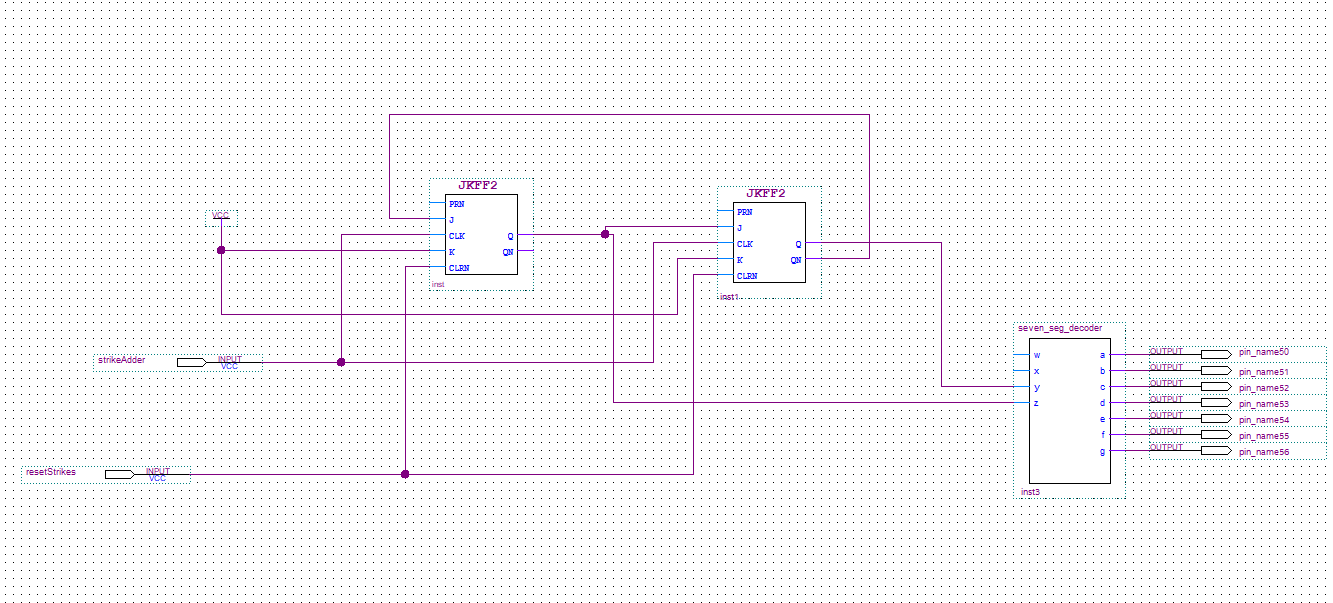 JKFF2
PRN
J
CLK
K
CLRN
Q
QN
inst
JKFF2
PRN
J
CLK
K
CLRN
Q
QN
inst1
VCC
strikeAdder
INPUT
VCC
resetStrikes
INPUT
VCC
seven_seg_decoder
w
x
y
z
a
b
c
d
e
f
g
inst3
OUTPUT
pin_name50
OUTPUT
pin_name51
OUTPUT
pin_name52
OUTPUT
pin_name53
OUTPUT
pin_name54
OUTPUT
pin_name55
OUTPUT
pin_name56